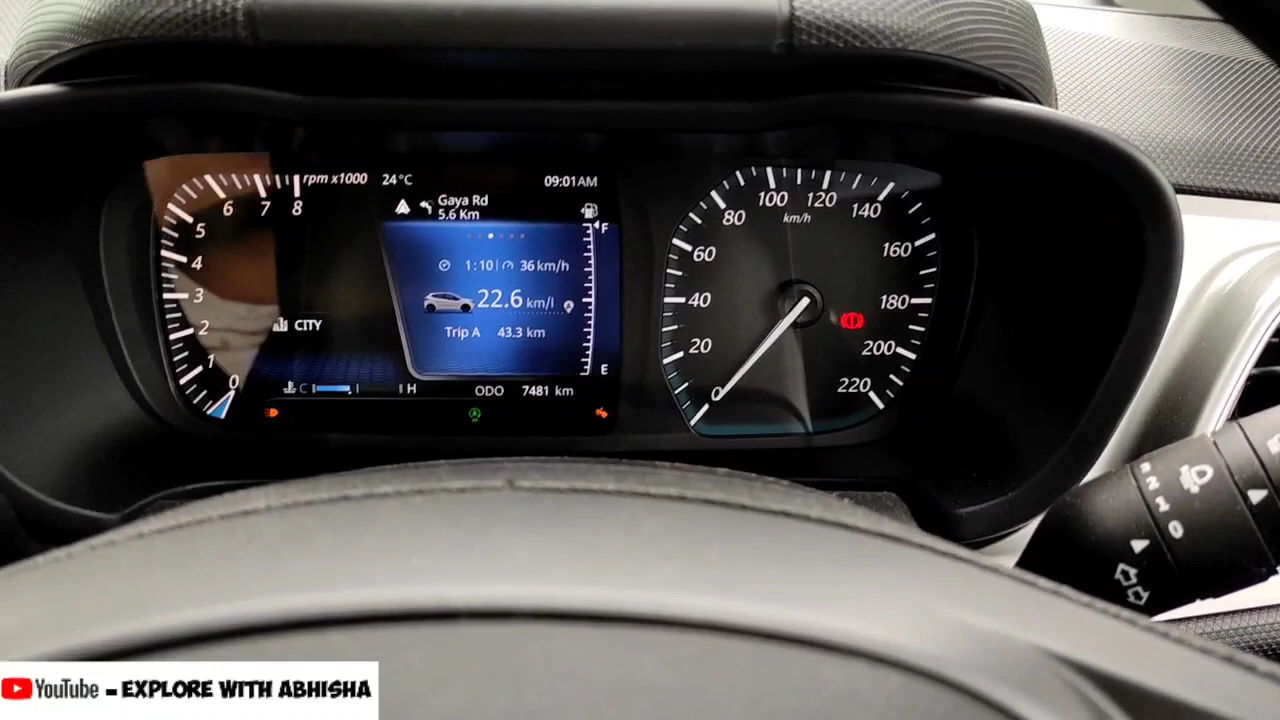 rpm x1000
24°C
09:01AM
Gaya Rd
5.6 Km
0
1
2
3
4
5
6
7
8
1:10 36 km/h
22.6 km/l
Trip A 43.3 km
CITY
F
E
C H
ODO 7481 km
0
20
40
60
80
100
120
140
160
180
200
220
km/h
A
YouTube - EXPLORE WITH ABHISHA